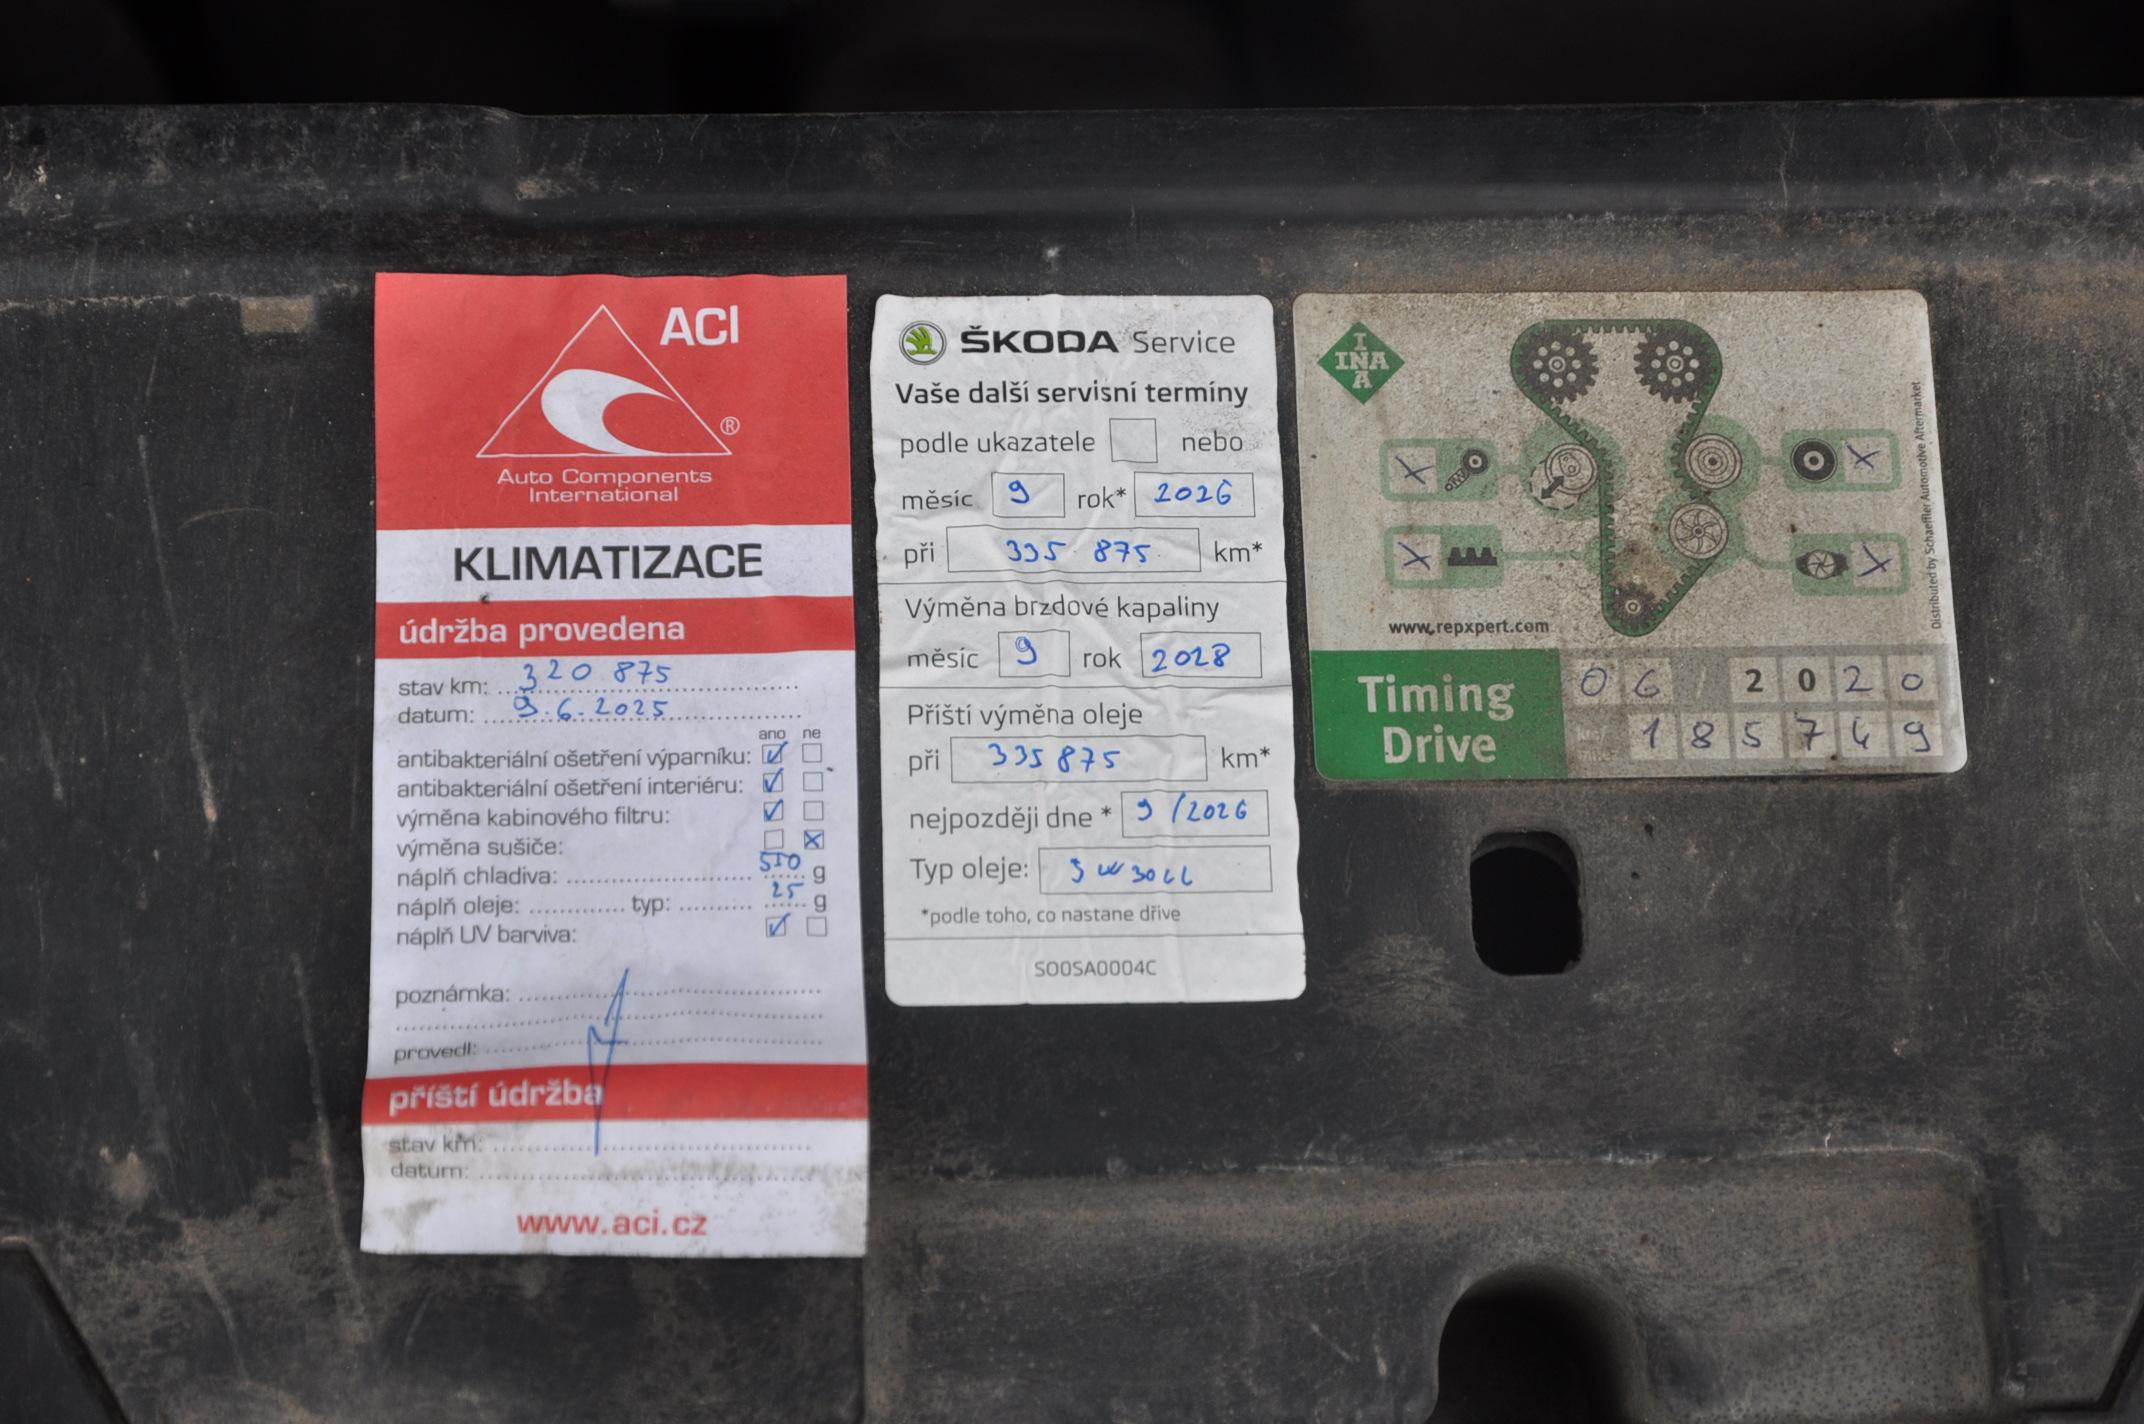 ACI
®
Auto Components
International
KLIMATIZACE
údržba provedena
stav km: 320 875
datum: 9.6.2025
ano ne
antibakteriální ošetření výparníku:
antibakteriální ošetření interiéru:
výměna kabinového filtru:
výměna sušiče:
náplň chladiva: 550 g
náplň oleje: typ: 25 g
náplň UV barviva:
poznámka:
provedl:
příští údržba
stav km:
datum:
www.aci.cz
ŠKODA Service
Vaše další servisní termíny
podle ukazatele nebo
měsíc 9 rok* 2026
při 335 875 km*
Výměna brzdové kapaliny
měsíc 9 rok 2028
Příští výměna oleje
při 335875 km*
nejpozději dne * 9/2026
Typ oleje: 5W30LL
*podle toho, co nastane dříve
S00SA0004C
INA
www.repxpert.com
Distributed by Schaeffler Automotive Aftermarket
Timing
Drive
06 / 2020
km/
miles
185749